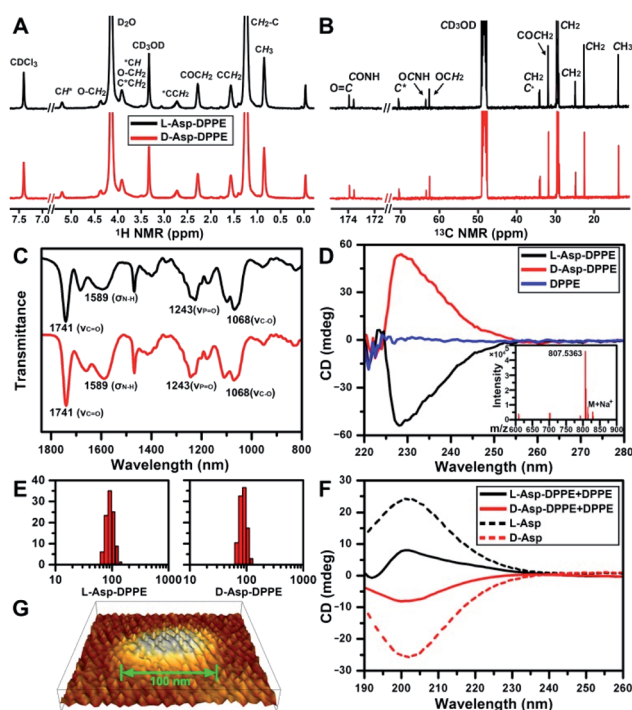 A
CDCl3
CH*
O-CH2
D2O
*CH
O-CH2
C*CH2
CD3OD
*CCH2
COCH2
CCH2
CH2-C
CH3
L-Asp-DPPE
D-Asp-DPPE
7.5 7.0 5.5 5.0 4.5 4.0 3.5 3.0 2.5 2.0 1.5 1.0 0.5 0.0
1H NMR (ppm)
B
O=C
CONH
C*
OCNH
OCH2
CD3OD
COCH2
CH2
C*
CH2
CH2
CH2
CH3
174 172 70 60 50 40 30 20
13C NMR (ppm)
C
Transmittance
1741 (νC=O)
1589 (σN-H)
1243(νP=O)
1068(νC-O)
1741 (νC=O)
1589 (σN-H)
1243(νP=O)
1068(νC-O)
1800 1600 1400 1200 1000 800
Wavelength (nm)
D
CD (mdeg)
60
30
0
-30
-60
L-Asp-DPPE
D-Asp-DPPE
DPPE
×10⁶
Intensity
5
4
3
2
1
0
807.5363
M+Na+
m/z 600 700 800 850 900
220 230 240 250 260 270 280
Wavelength (nm)
E
40
30
20
10
0
10 100 1000
L-Asp-DPPE
10 100 1000
D-Asp-DPPE
F
CD (mdeg)
30
20
10
0
10
20
30
L-Asp-DPPE+DPPE
D-Asp-DPPE+DPPE
L-Asp
D-Asp
190 200 210 220 230 240 250 260
Wavelength (nm)
G
100 nm